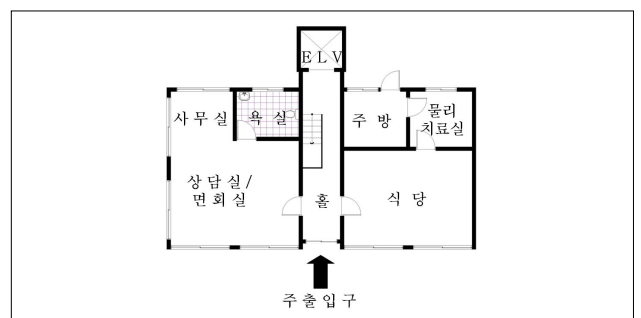 E L V
사 무 실
욕 실
주 방
물리
치료실
상 담 실 /
면 회 실
홀
식 당
주 출 입 구